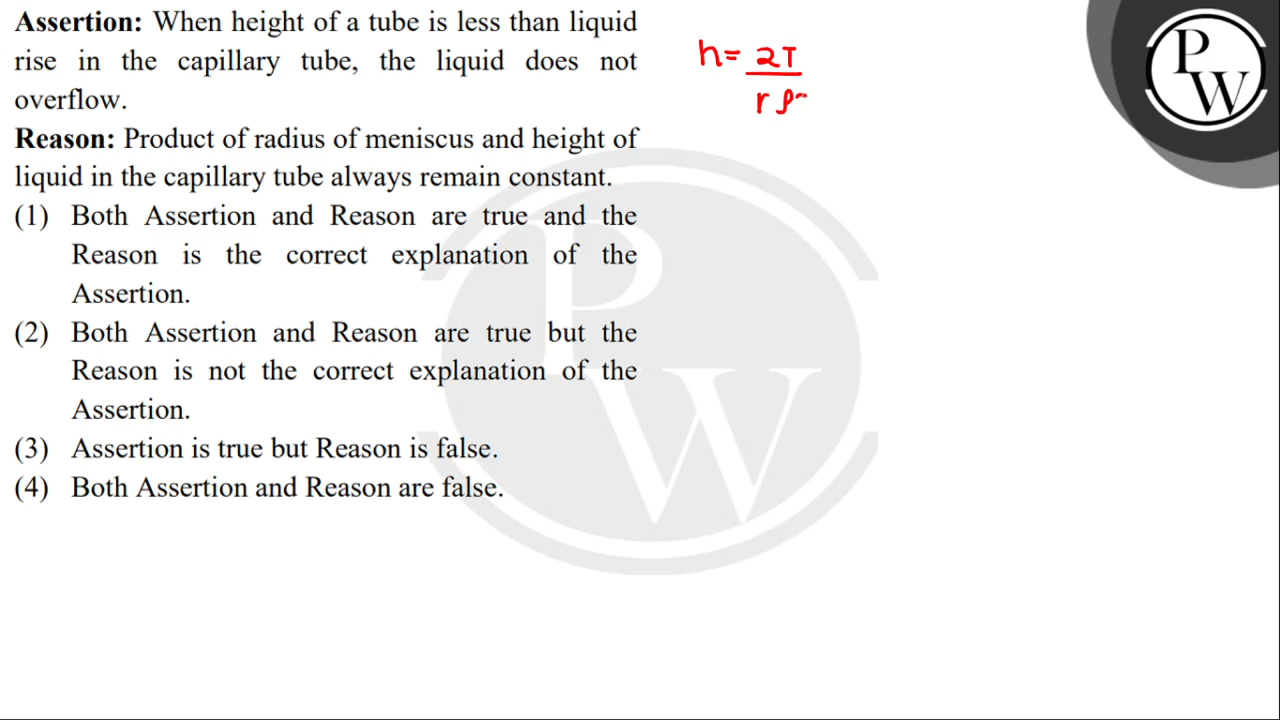 Assertion: When height of a tube is less than liquid
rise in the capillary tube, the liquid does not
overflow.
Reason: Product of radius of meniscus and height of
liquid in the capillary tube always remain constant.
(1) Both Assertion and Reason are true and the
Reason is the correct explanation of the
Assertion.
(2) Both Assertion and Reason are true but the
Reason is not the correct explanation of the
Assertion.
(3) Assertion is true but Reason is false.
(4) Both Assertion and Reason are false.
h= 2T
r ρ
P
W
P
W